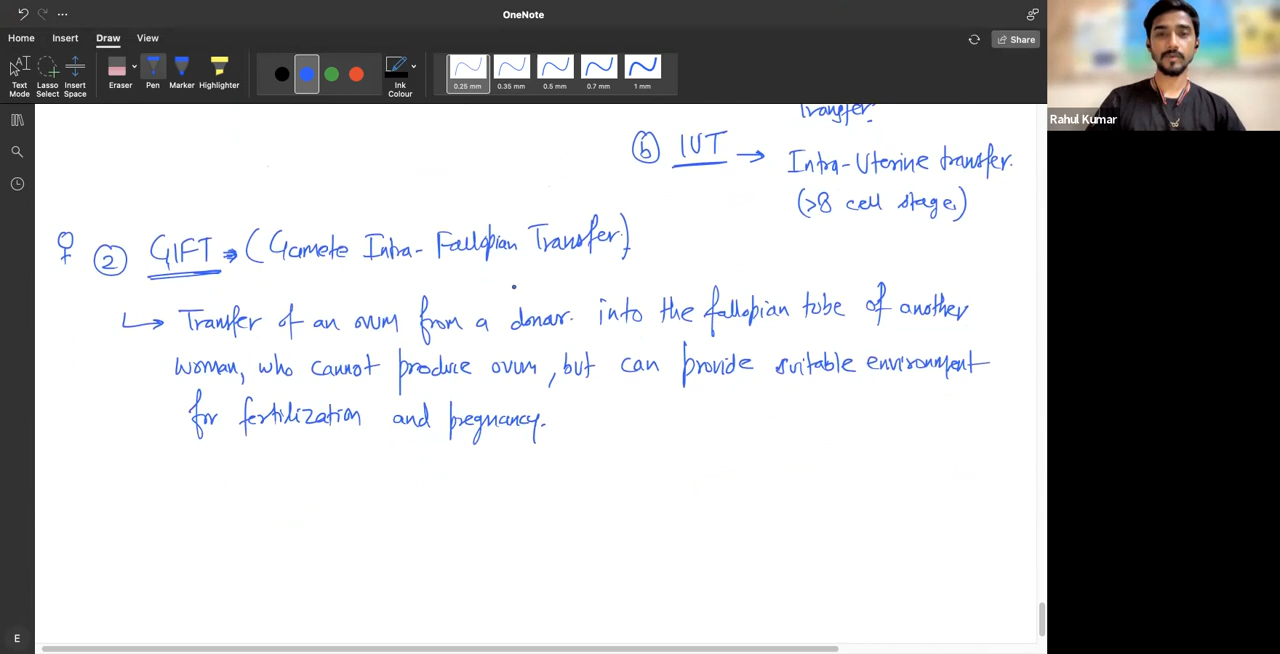 OneNote
Home Insert Draw View
Share
Text Mode
Lasso Select
Insert Space
Eraser
Pen
Marker
Highlighter
Ink Colour
0.25 mm 0.35 mm 0.5 mm 0.7 mm 1 mm
Rahul Kumar
Transfer.
(b) IUT → Intra-Uterine transfer.
(>8 cell stage)
♀ (2) GIFT → (Gamete Intra-Fallopian Transfer)
↳ Transfer of an ovum from a donar. into the fallopian tube of another
woman, who cannot produce ovum, but can provide suitable environment
for fertilization and pregnancy.
E